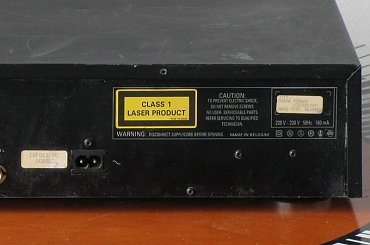 CLASS 1
LASER PRODUCT
CAUTION:
TO PREVENT ELECTRIC SHOCK,
DO NOT REMOVE SCREWS.
NO USER-SERVICEABLE PARTS
INSIDE.
REFER SERVICING TO QUALIFIED
TECHNICIAN
220 V - 230 V 50Hz 160 mA
WARNING: DISCONNECT SUPPLY CORD BEFORE OPENING.
MADE IN BELGIUM